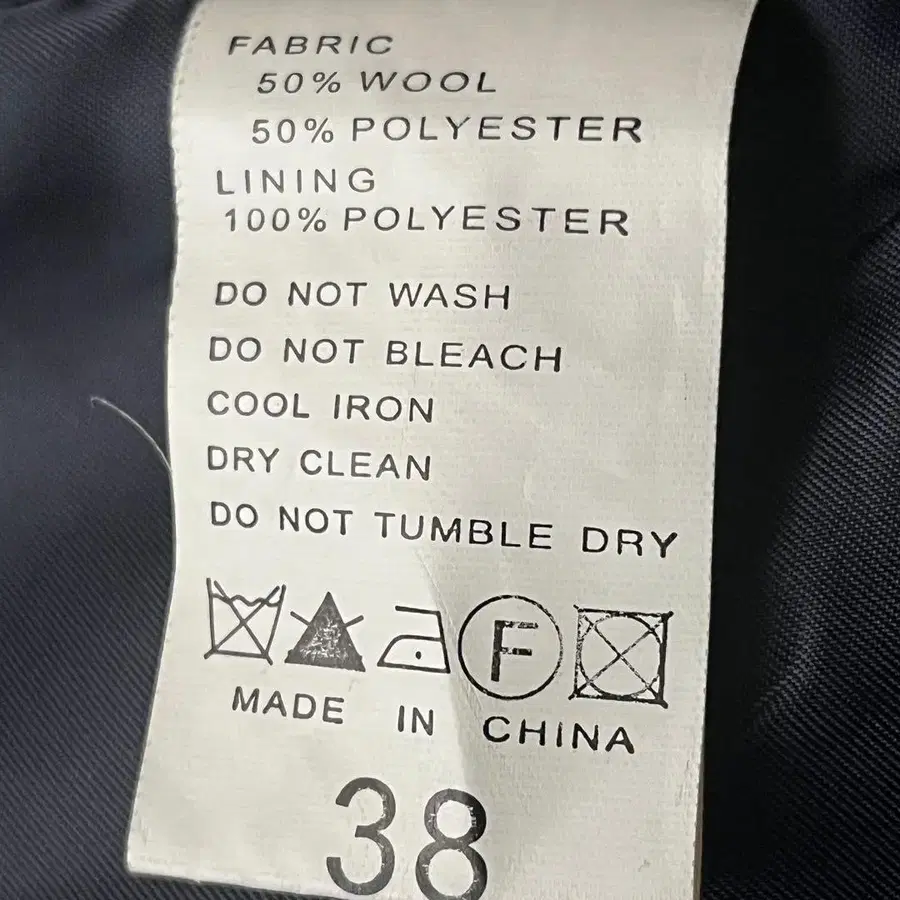 FABRIC
50% WOOL
50% POLYESTER
LINING
100% POLYESTER
DO NOT WASH
DO NOT BLEACH
COOL IRON
DRY CLEAN
DO NOT TUMBLE DRY
F
MADE IN CHINA
38